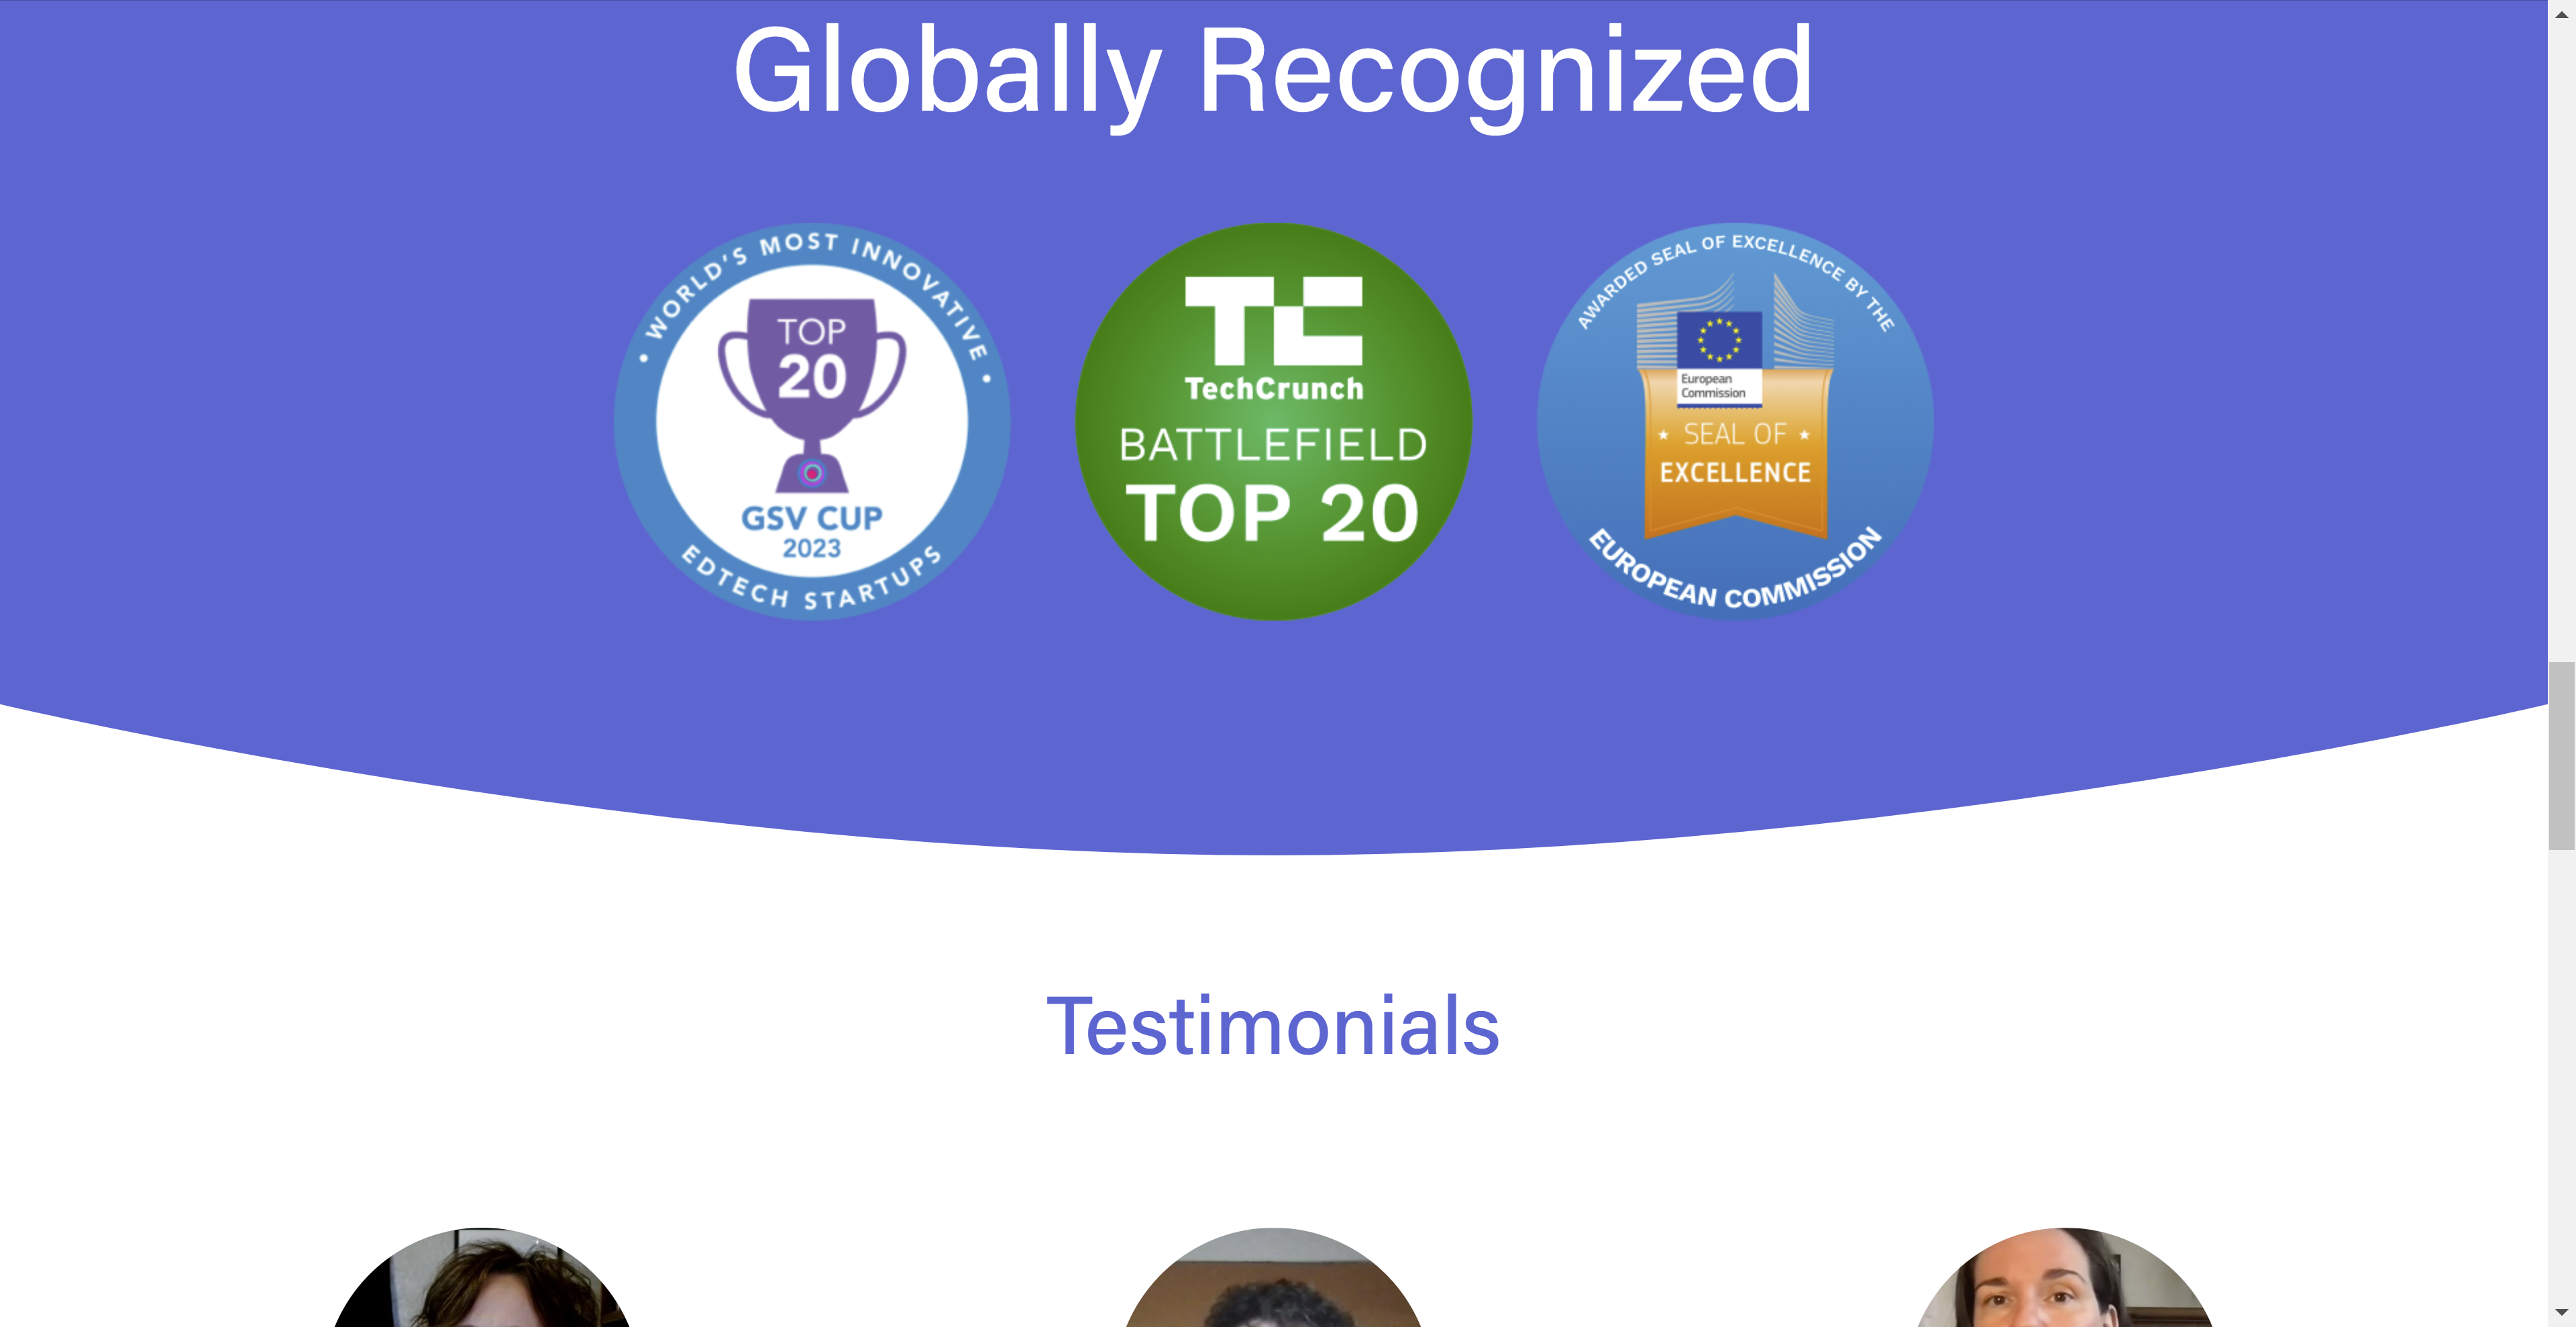 Globally Recognized
• WORLD'S MOST INNOVATIVE •
TOP
20
GSV CUP
2023
EDTECH STARTUPS
TC
TechCrunch
BATTLEFIELD
TOP 20
AWARDED SEAL OF EXCELLENCE BY THE
European
Commission
★ SEAL OF ★
EXCELLENCE
EUROPEAN COMMISSION
Testimonials